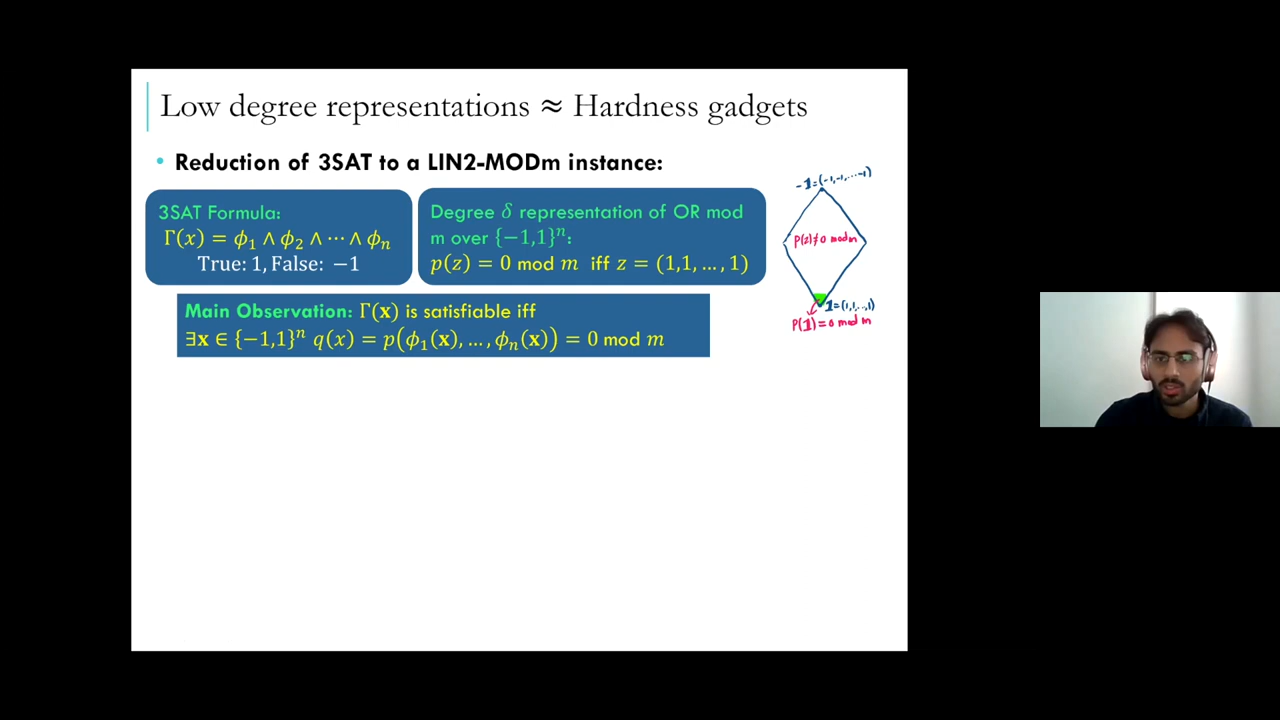 Low degree representations ≈ Hardness gadgets
• Reduction of 3SAT to a LIN2-MODm instance:
3SAT Formula:
Γ(x) = ϕ₁ ∧ ϕ₂ ∧ ⋯ ∧ ϕₙ
True: 1, False: −1
Degree δ representation of OR mod
m over {−1,1}ⁿ:
p(z) = 0 mod m iff z = (1,1, … , 1)
Main Observation: Γ(𝐱) is satisfiable iff
∃𝐱 ∈ {−1,1}ⁿ q(x) = p(ϕ₁(𝐱), … , ϕₙ(𝐱)) = 0 mod m
-1=(-1,-1,...-1)
P(z)≠0 mod m
1=(1,1,..,1)
P(1)=0 mod m